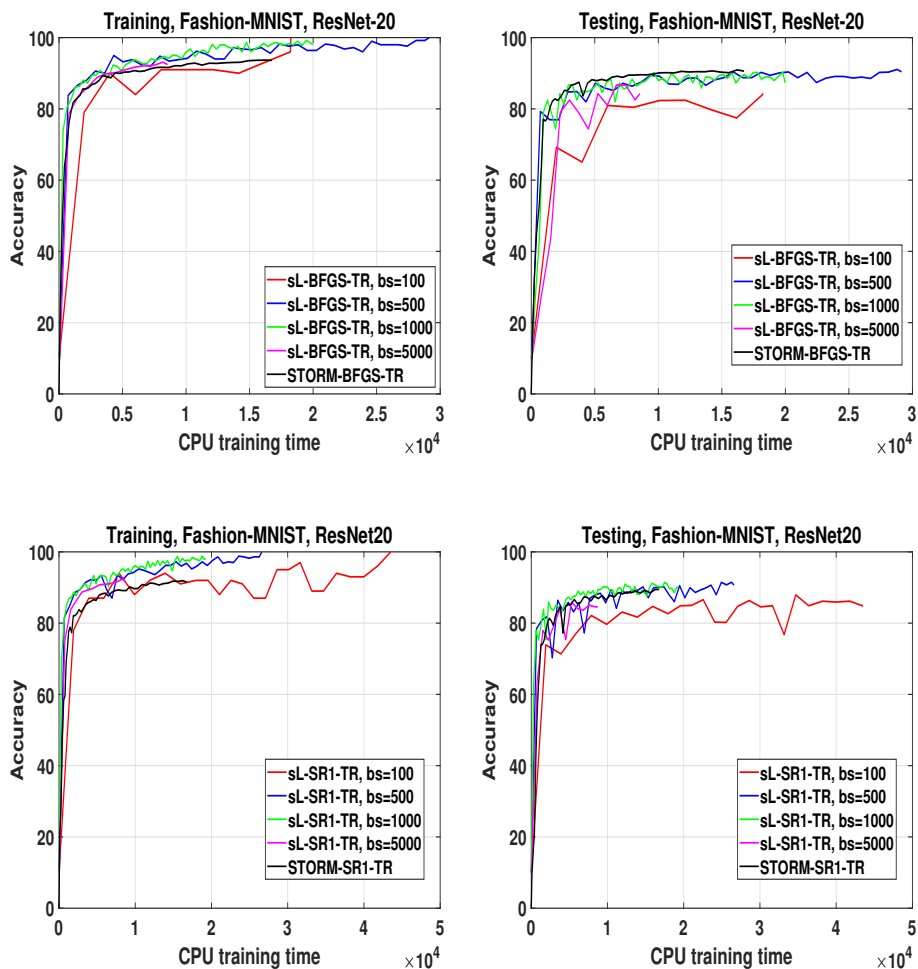 Training, Fashion-MNIST, ResNet-20
Accuracy
100
80
60
40
20
0
sL-BFGS-TR, bs=100
sL-BFGS-TR, bs=500
sL-BFGS-TR, bs=1000
sL-BFGS-TR, bs=5000
STORM-BFGS-TR
0 0.5 1 1.5 2 2.5 3
CPU training time
×10^4
Testing, Fashion-MNIST, ResNet-20
Accuracy
100
80
60
40
20
0
sL-BFGS-TR, bs=100
sL-BFGS-TR, bs=500
sL-BFGS-TR, bs=1000
sL-BFGS-TR, bs=5000
STORM-BFGS-TR
0 0.5 1 1.5 2 2.5 3
CPU training time
×10^4
Training, Fashion-MNIST, ResNet20
Accuracy
100
80
60
40
20
0
sL-SR1-TR, bs=100
sL-SR1-TR, bs=500
sL-SR1-TR, bs=1000
sL-SR1-TR, bs=5000
STORM-SR1-TR
0 1 2 3 4 5
CPU training time
×10^4
Testing, Fashion-MNIST, ResNet20
Accuracy
100
80
60
40
20
0
sL-SR1-TR, bs=100
sL-SR1-TR, bs=500
sL-SR1-TR, bs=1000
sL-SR1-TR, bs=5000
STORM-SR1-TR
0 1 2 3 4 5
CPU training time
×10^4